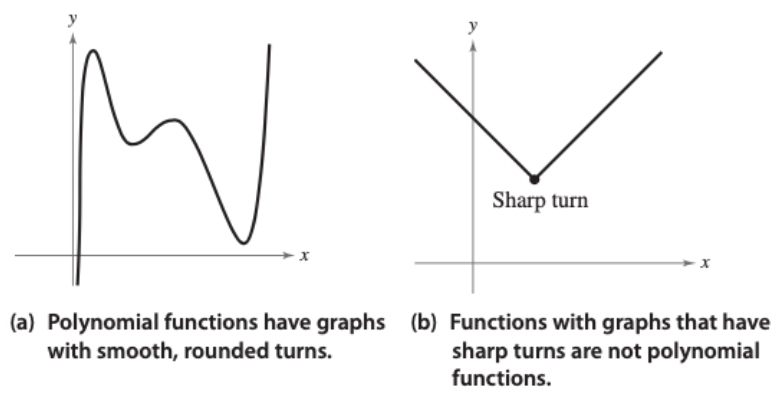 y
x
(a) Polynomial functions have graphs
with smooth, rounded turns.
y
Sharp turn
x
(b) Functions with graphs that have
sharp turns are not polynomial
functions.